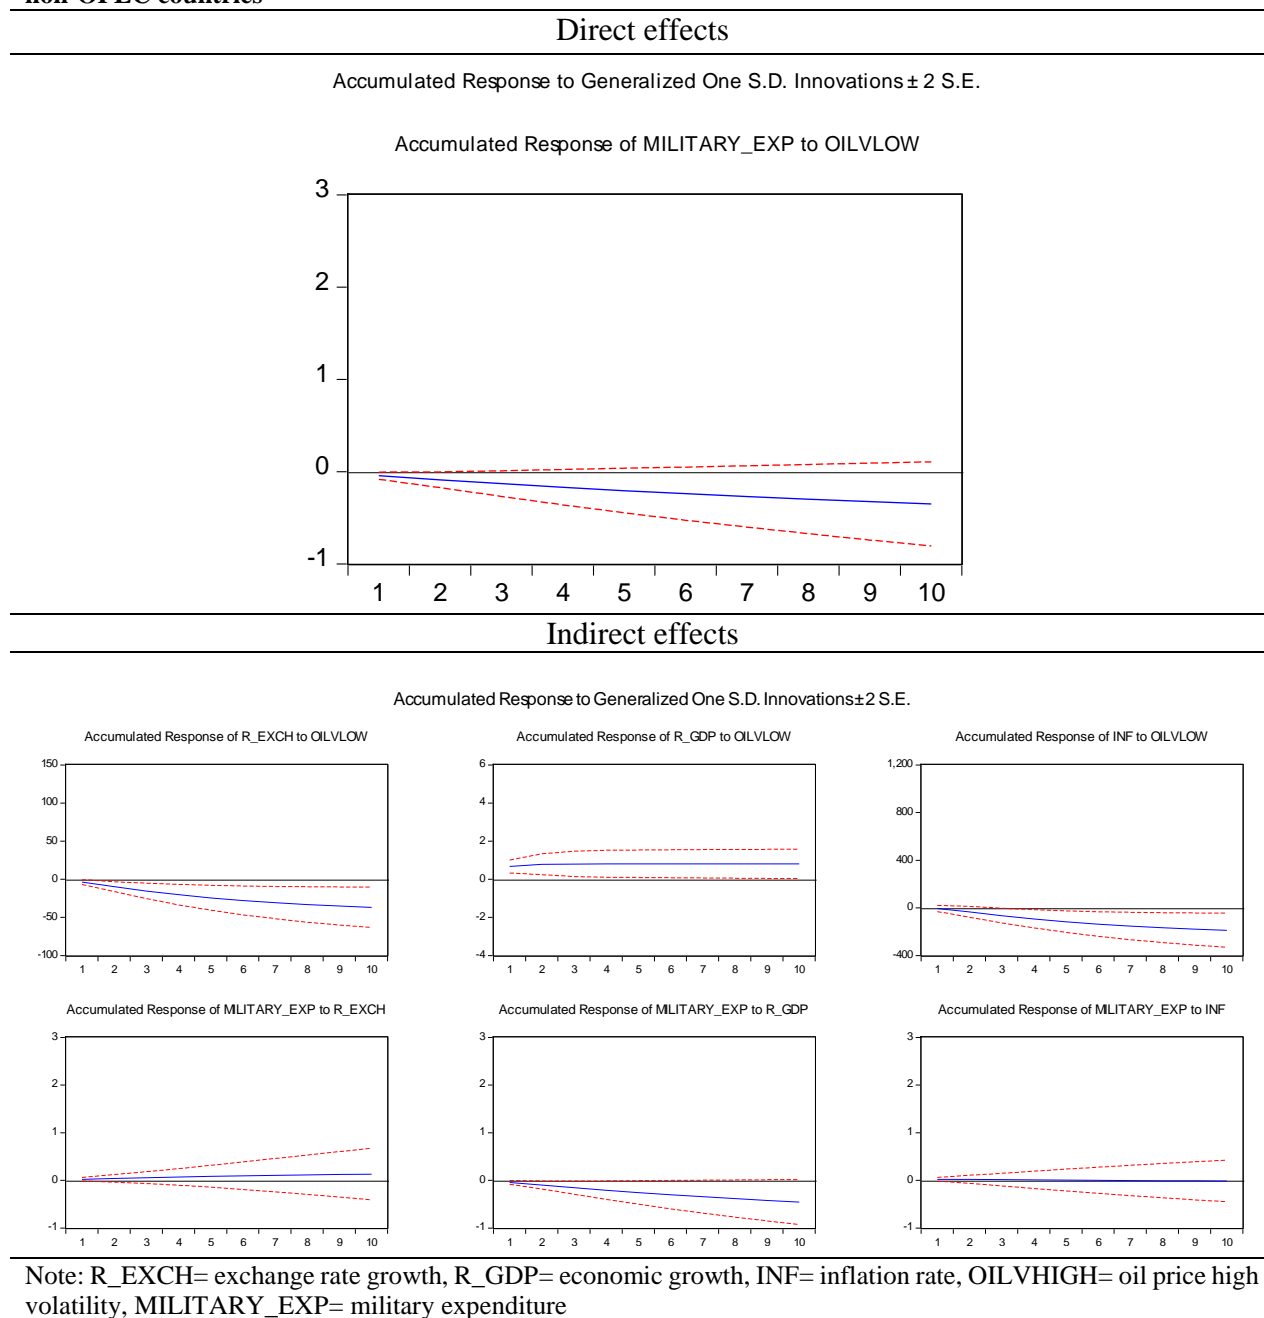 non-OPEC countries
Direct effects
Accumulated Response to Generalized One S.D. Innovations ± 2 S.E.
Accumulated Response of MILITARY_EXP to OILVLOW
3
2
1
0
-1
1 2 3 4 5 6 7 8 9 10
Indirect effects
Accumulated Response to Generalized One S.D. Innovations ± 2 S.E.
Accumulated Response of R_EXCH to OILVLOW
150
100
50
0
-50
-100
1 2 3 4 5 6 7 8 9 10
Accumulated Response of R_GDP to OILVLOW
6
4
2
0
-2
-4
1 2 3 4 5 6 7 8 9 10
Accumulated Response of INF to OILVLOW
1,200
800
400
0
-400
1 2 3 4 5 6 7 8 9 10
Accumulated Response of MILITARY_EXP to R_EXCH
3
2
1
0
-1
1 2 3 4 5 6 7 8 9 10
Accumulated Response of MILITARY_EXP to R_GDP
3
2
1
0
-1
1 2 3 4 5 6 7 8 9 10
Accumulated Response of MILITARY_EXP to INF
3
2
1
0
-1
1 2 3 4 5 6 7 8 9 10
Note: R_EXCH= exchange rate growth, R_GDP= economic growth, INF= inflation rate, OILVHIGH= oil price high
volatility, MILITARY_EXP= military expenditure